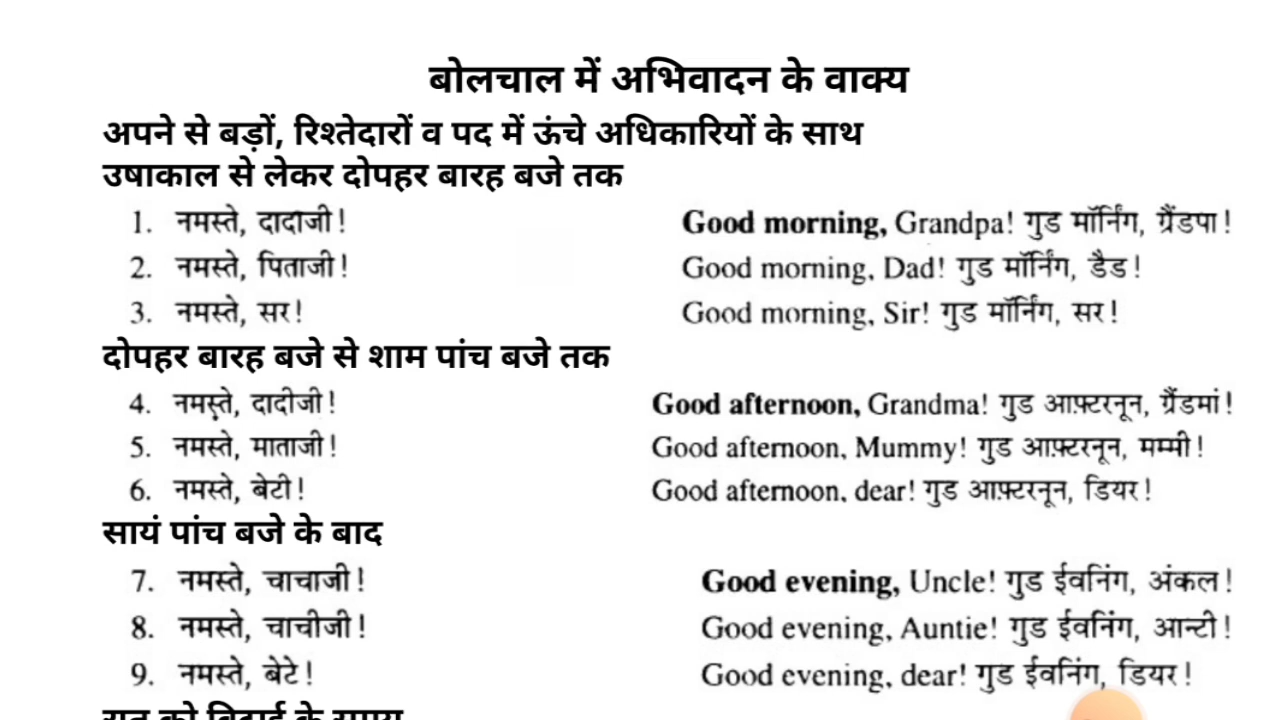 बोलचाल में अभिवादन के वाक्य
अपने से बड़ों, रिश्तेदारों व पद में ऊंचे अधिकारियों के साथ
उषाकाल से लेकर दोपहर बारह बजे तक
1. नमस्ते, दादाजी! Good morning, Grandpa! गुड मॉर्निंग, ग्रैंडपा!
2. नमस्ते, पिताजी! Good morning, Dad! गुड मॉर्निंग, डैड!
3. नमस्ते, सर! Good morning, Sir! गुड मॉर्निंग, सर!
दोपहर बारह बजे से शाम पांच बजे तक
4. नमस्ते, दादीजी! Good afternoon, Grandma! गुड आफ़्टरनून, ग्रैंडमां!
5. नमस्ते, माताजी! Good afternoon, Mummy! गुड आफ़्टरनून, मम्मी!
6. नमस्ते, बेटी! Good afternoon, dear! गुड आफ़्टरनून, डियर!
सायं पांच बजे के बाद
7. नमस्ते, चाचाजी! Good evening, Uncle! गुड ईवनिंग, अंकल!
8. नमस्ते, चाचीजी! Good evening, Auntie! गुड ईवनिंग, आन्टी!
9. नमस्ते, बेटे! Good evening, dear! गुड ईवनिंग, डियर!
रात को विदाई के समय